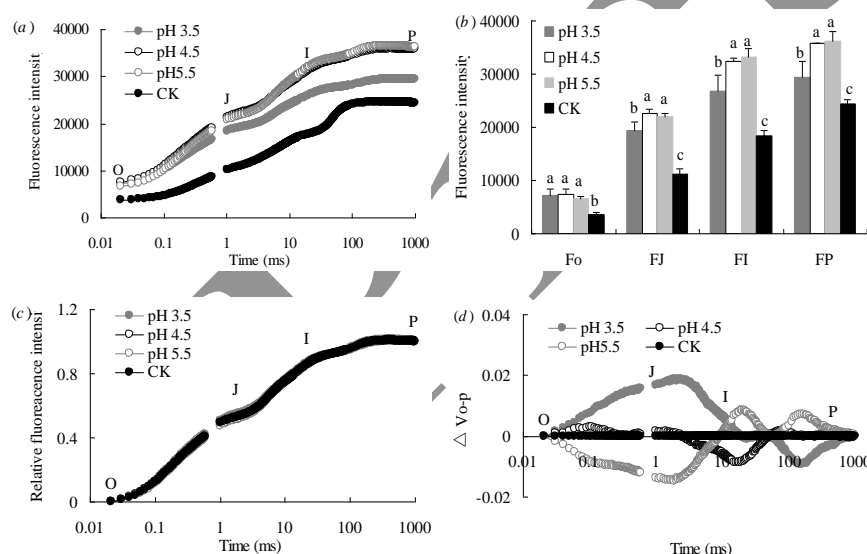 (a)
pH 3.5
pH 4.5
pH5.5
CK
O
J
I
P
Fluorescence intensit
40000
30000
20000
10000
0
0.01 0.1 1 10 100 1000
Time (ms)
(b)
pH 3.5
pH 4.5
pH 5.5
CK
Fluorescence intensit
40000
30000
20000
10000
0
a a a b
b a a c
b a a c
b a a c
Fo FJ FI FP
(c)
pH 3.5
pH 4.5
pH 5.5
CK
O
J
I
P
Relative fluoreacence intensi
1.2
0.8
0.4
0
0.01 0.1 1 10 100 1000
Time (ms)
(d)
pH 3.5 pH 4.5
pH5.5 CK
O
J
I
P
△ Vo-p
0.04
0.02
0
-0.02
0.01 0.1 1 10 100 1000
Time (ms)